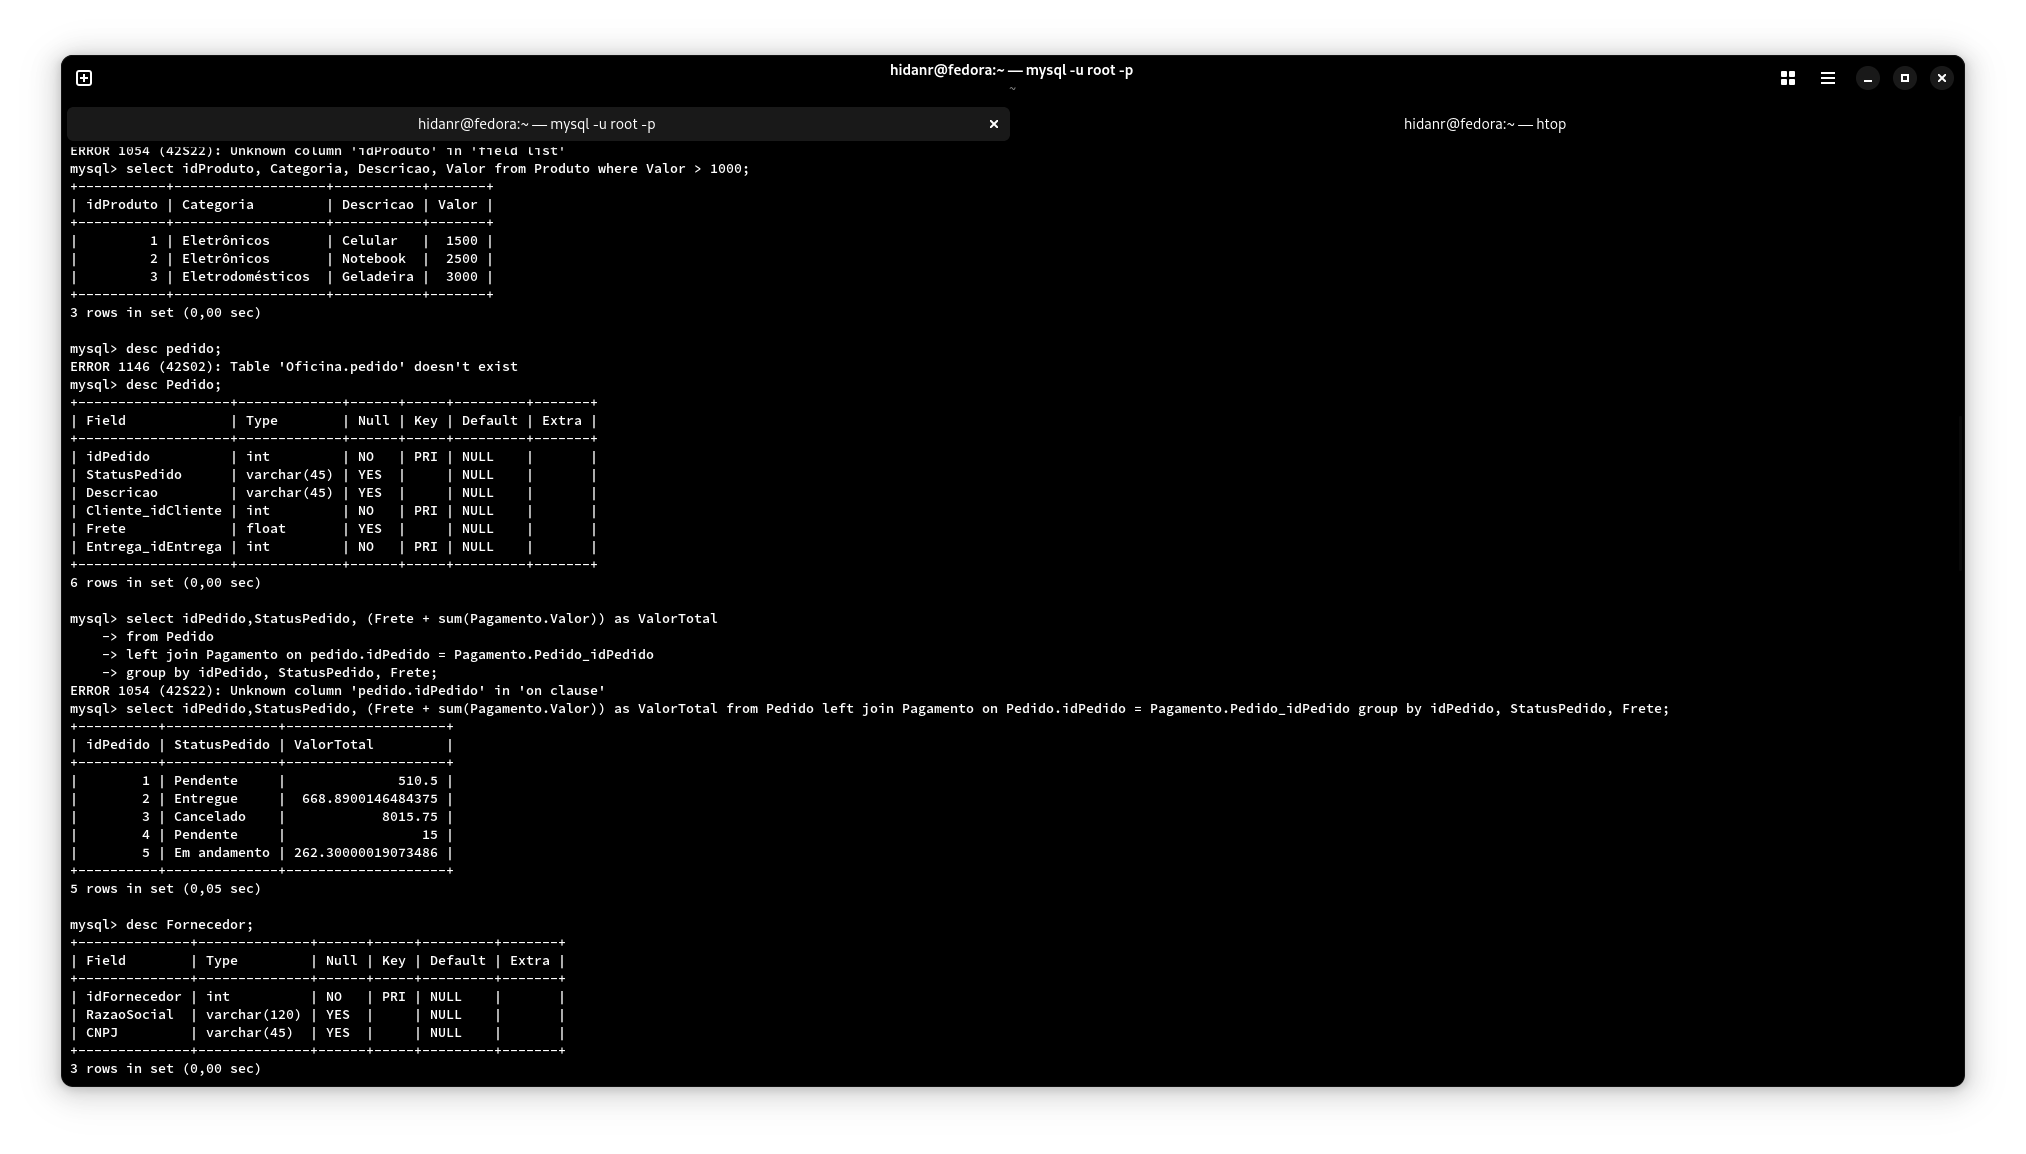 hidanr@fedora:~ — mysql -u root -p
~
hidanr@fedora:~ — mysql -u root -p
hidanr@fedora:~ — htop
ERROR 1054 (42S22): Unknown column 'idProduto' in 'field list'
mysql> select idProduto, Categoria, Descricao, Valor from Produto where Valor > 1000;
+-----------+-------------------+-----------+-------+
| idProduto | Categoria         | Descricao | Valor |
+-----------+-------------------+-----------+-------+
|         1 | Eletrônicos       | Celular   |  1500 |
|         2 | Eletrônicos       | Notebook  |  2500 |
|         3 | Eletrodomésticos  | Geladeira |  3000 |
+-----------+-------------------+-----------+-------+
3 rows in set (0,00 sec)
mysql> desc pedido;
ERROR 1146 (42S02): Table 'Oficina.pedido' doesn't exist
mysql> desc Pedido;
+-------------------+-------------+------+-----+---------+-------+
| Field             | Type        | Null | Key | Default | Extra |
+-------------------+-------------+------+-----+---------+-------+
| idPedido          | int         | NO   | PRI | NULL    |       |
| StatusPedido      | varchar(45) | YES  |     | NULL    |       |
| Descricao         | varchar(45) | YES  |     | NULL    |       |
| Cliente_idCliente | int         | NO   | PRI | NULL    |       |
| Frete             | float       | YES  |     | NULL    |       |
| Entrega_idEntrega | int         | NO   | PRI | NULL    |       |
+-------------------+-------------+------+-----+---------+-------+
6 rows in set (0,00 sec)
mysql> select idPedido,StatusPedido, (Frete + sum(Pagamento.Valor)) as ValorTotal
    -> from Pedido
    -> left join Pagamento on pedido.idPedido = Pagamento.Pedido_idPedido
    -> group by idPedido, StatusPedido, Frete;
ERROR 1054 (42S22): Unknown column 'pedido.idPedido' in 'on clause'
mysql> select idPedido,StatusPedido, (Frete + sum(Pagamento.Valor)) as ValorTotal from Pedido left join Pagamento on Pedido.idPedido = Pagamento.Pedido_idPedido group by idPedido, StatusPedido, Frete;
+----------+--------------+--------------------+
| idPedido | StatusPedido | ValorTotal         |
+----------+--------------+--------------------+
|        1 | Pendente     |              510.5 |
|        2 | Entregue     |  668.8900146484375 |
|        3 | Cancelado    |            8015.75 |
|        4 | Pendente     |                 15 |
|        5 | Em andamento | 262.30000019073486 |
+----------+--------------+--------------------+
5 rows in set (0,05 sec)
mysql> desc Fornecedor;
+--------------+--------------+------+-----+---------+-------+
| Field        | Type         | Null | Key | Default | Extra |
+--------------+--------------+------+-----+---------+-------+
| idFornecedor | int          | NO   | PRI | NULL    |       |
| RazaoSocial  | varchar(120) | YES  |     | NULL    |       |
| CNPJ         | varchar(45)  | YES  |     | NULL    |       |
+--------------+--------------+------+-----+---------+-------+
3 rows in set (0,00 sec)